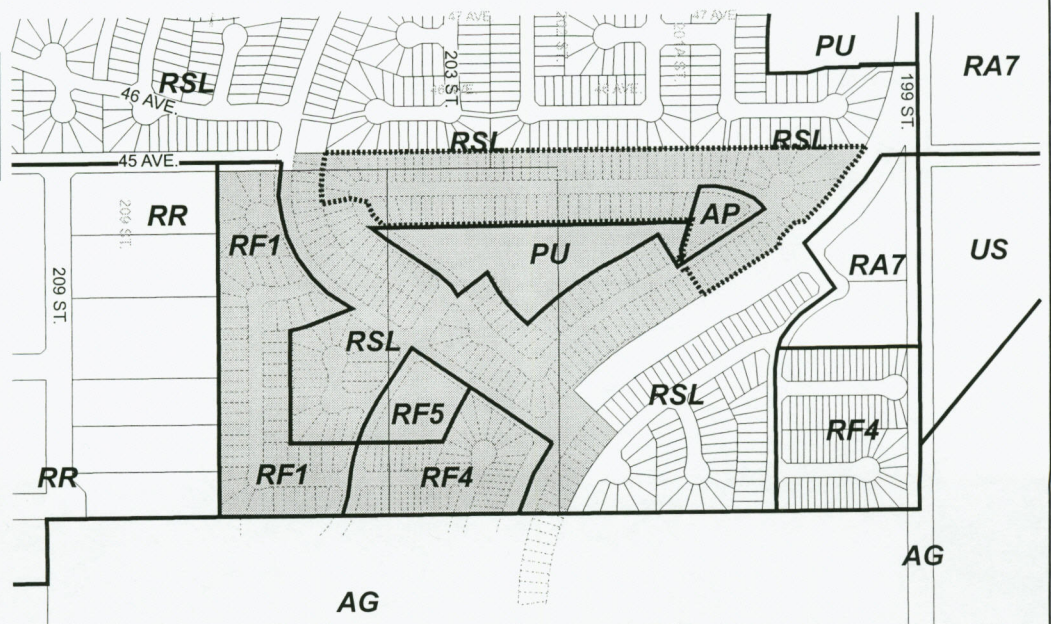 47 AVE.
47 AVE.
PU
RA7
203 ST.
RSL
46 AVE.
46 AVE.
199 ST.
RSL
RSL
45 AVE.
RR
209 ST.
RF1
AP
PU
RA7
US
209 ST.
RSL
RSL
RF5
RF4
RR
RF1
RF4
AG
AG